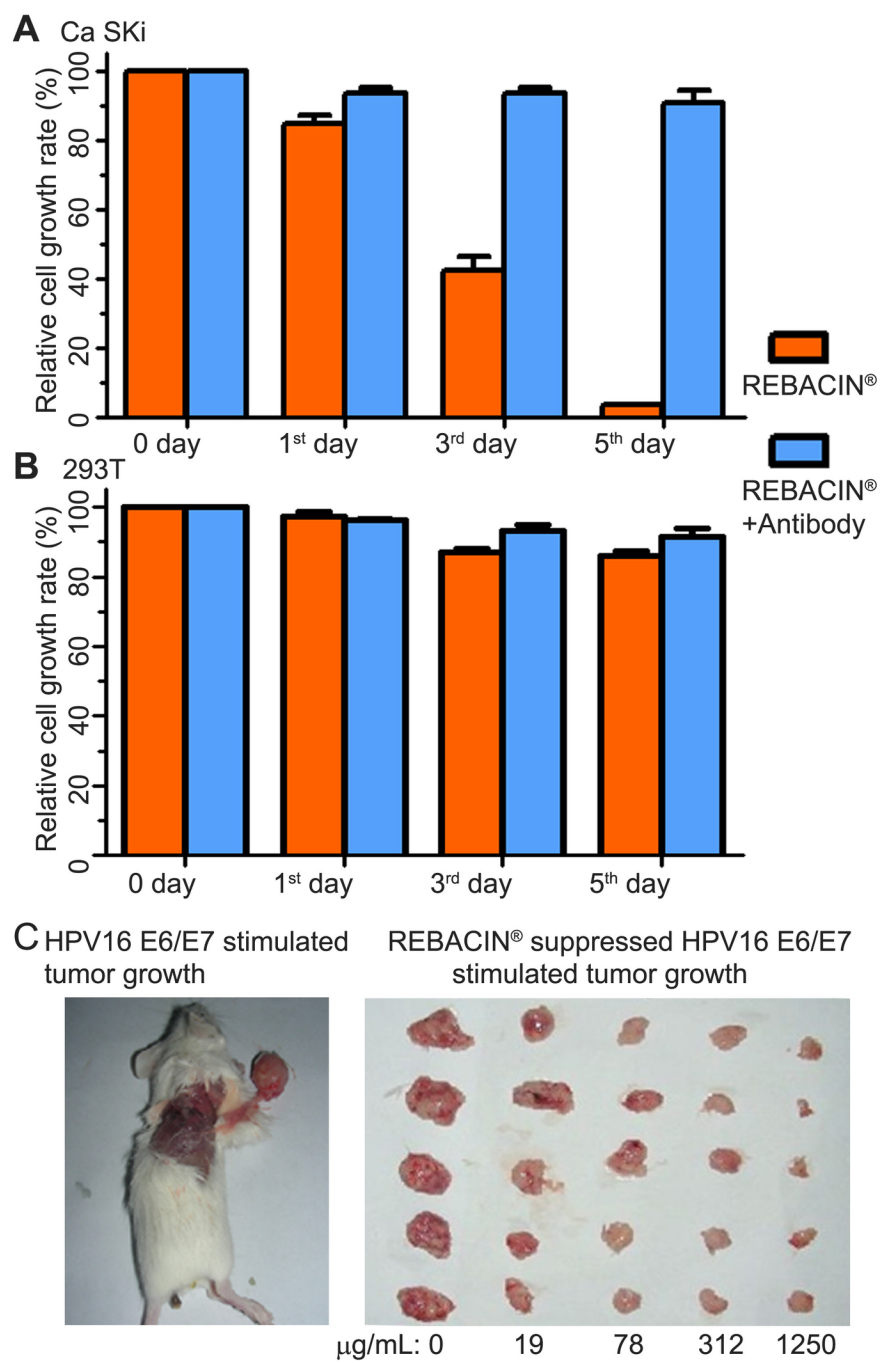 A Ca SKi
Relative cell growth rate (%)
100
80
60
40
20
0
0 day 1st day 3rd day 5th day
REBACIN®
REBACIN®
+Antibody
B 293T
Relative cell growth rate (%)
100
80
60
40
20
0
0 day 1st day 3rd day 5th day
C HPV16 E6/E7 stimulated
tumor growth
REBACIN® suppressed HPV16 E6/E7
stimulated tumor growth
μg/mL: 0 19 78 312 1250